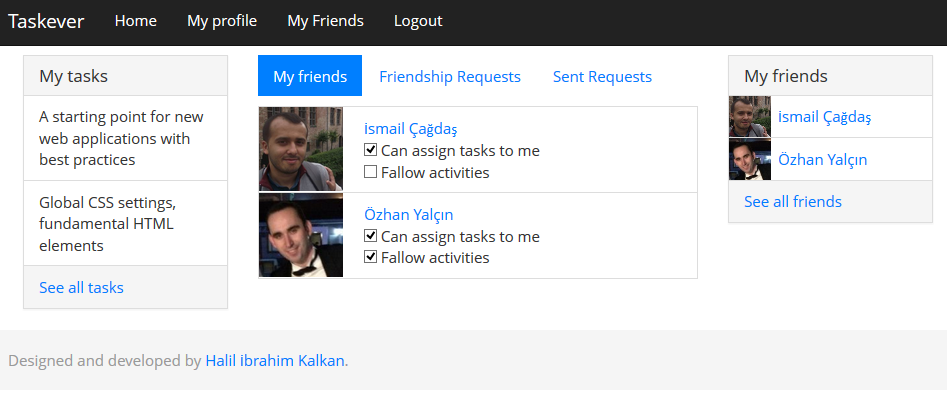 Taskever Home My profile My Friends Logout
My tasks
A starting point for new
web applications with
best practices
Global CSS settings,
fundamental HTML
elements
See all tasks
My friends Friendship Requests Sent Requests
ismail Çağdaş
Can assign tasks to me
Fallow activities
Özhan Yalçın
Can assign tasks to me
Fallow activities
My friends
ismail Çağdaş
Özhan Yalçın
See all friends
Designed and developed by Halil ibrahim Kalkan.